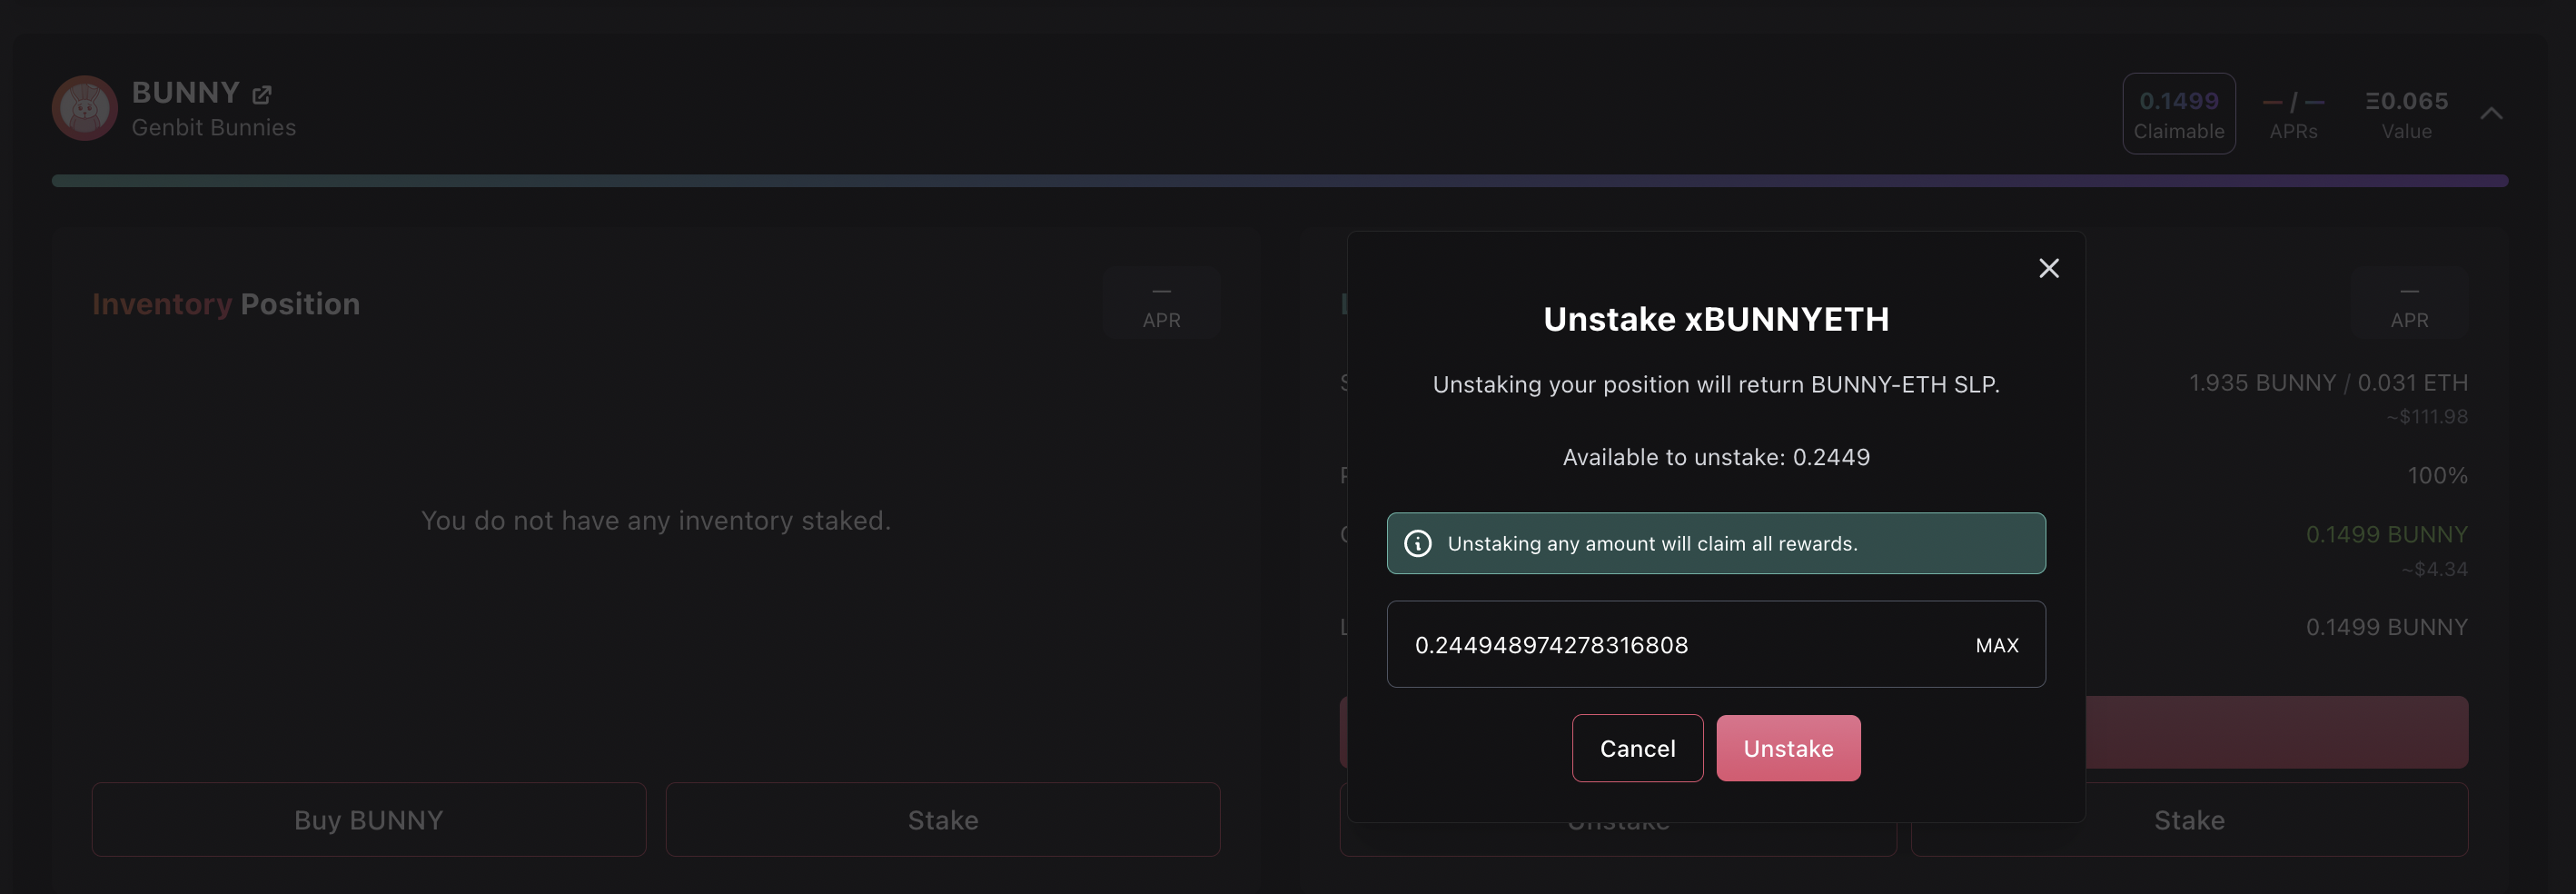 BUNNY
Genbit Bunnies
0.1499
Claimable
– / –
APRs
Ξ0.065
Value
Inventory Position
—
APR
You do not have any inventory staked.
Buy BUNNY
Stake
Unstake xBUNNYETH
Unstaking your position will return BUNNY-ETH SLP.
Available to unstake: 0.2449
Unstaking any amount will claim all rewards.
0.244948974278316808
MAX
Cancel
Unstake
—
APR
1.935 BUNNY / 0.031 ETH
~$111.98
100%
0.1499 BUNNY
~$4.34
0.1499 BUNNY
Unstake
Stake